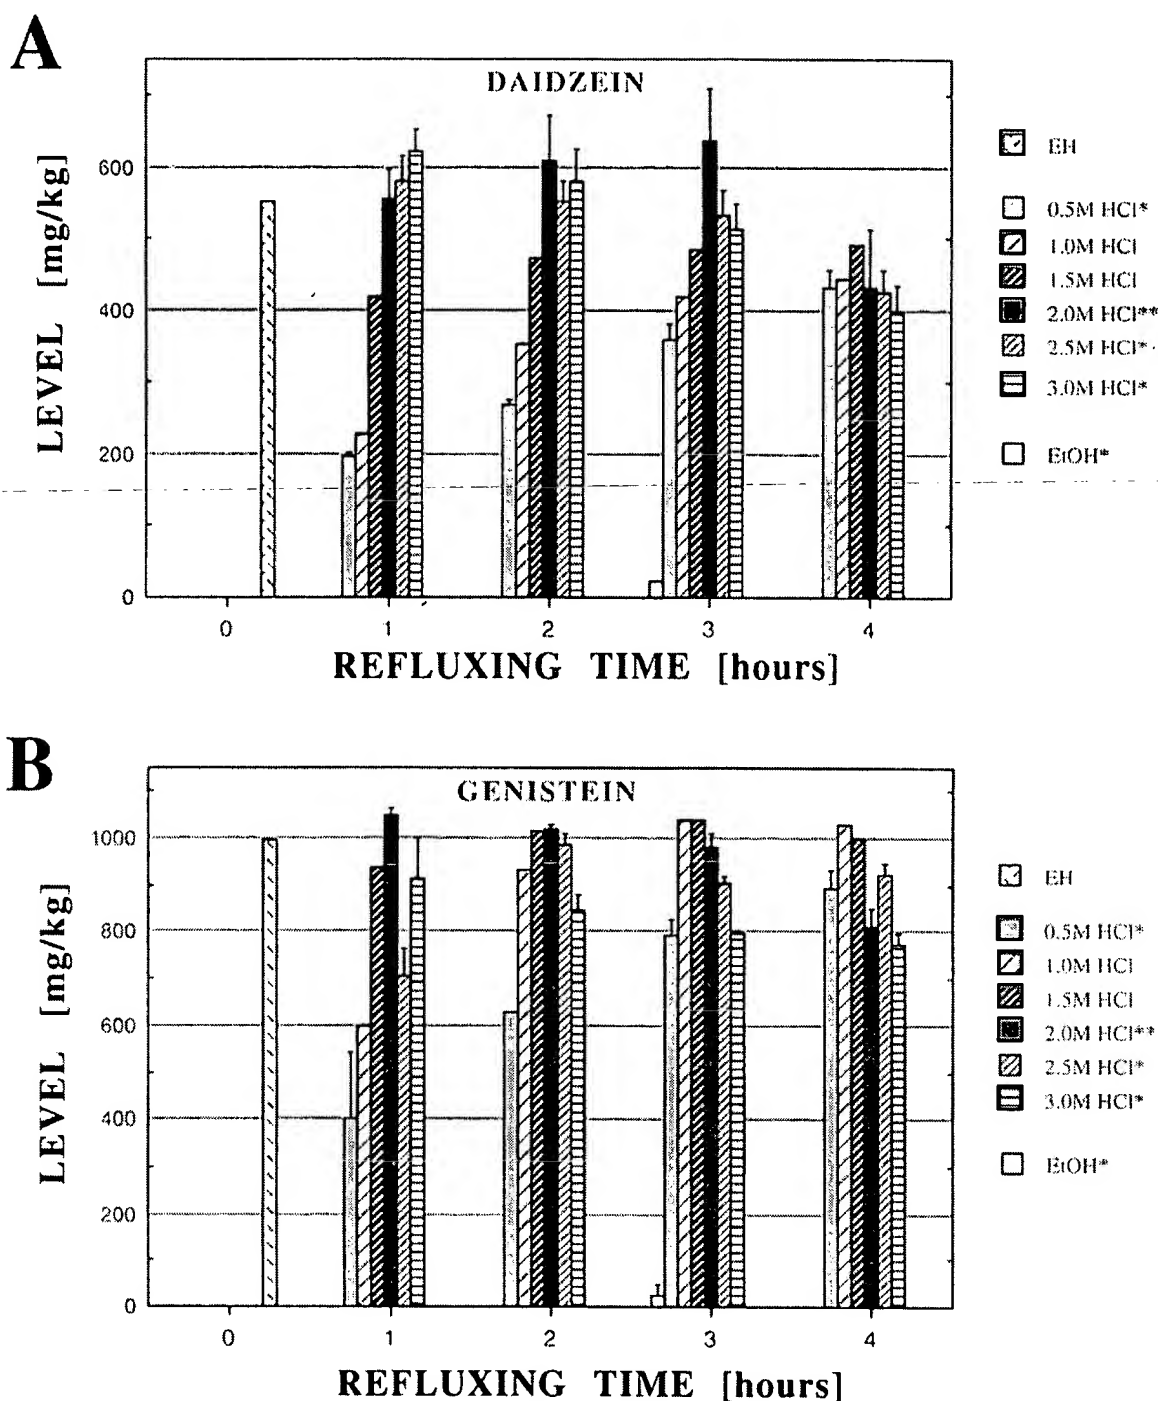 A
DAIDZEIN
LEVEL [mg/kg]
600
400
200
0
0 1 2 3 4
REFLUXING TIME [hours]
EH
0.5M HCl*
1.0M HCl
1.5M HCl
2.0M HCl**
2.5M HCl*
3.0M HCl*
EtOH*
B
GENISTEIN
LEVEL [mg/kg]
1000
800
600
400
200
0
0 1 2 3 4
REFLUXING TIME [hours]
EH
0.5M HCl*
1.0M HCl
1.5M HCl
2.0M HCl**
2.5M HCl*
3.0M HCl*
EtOH*